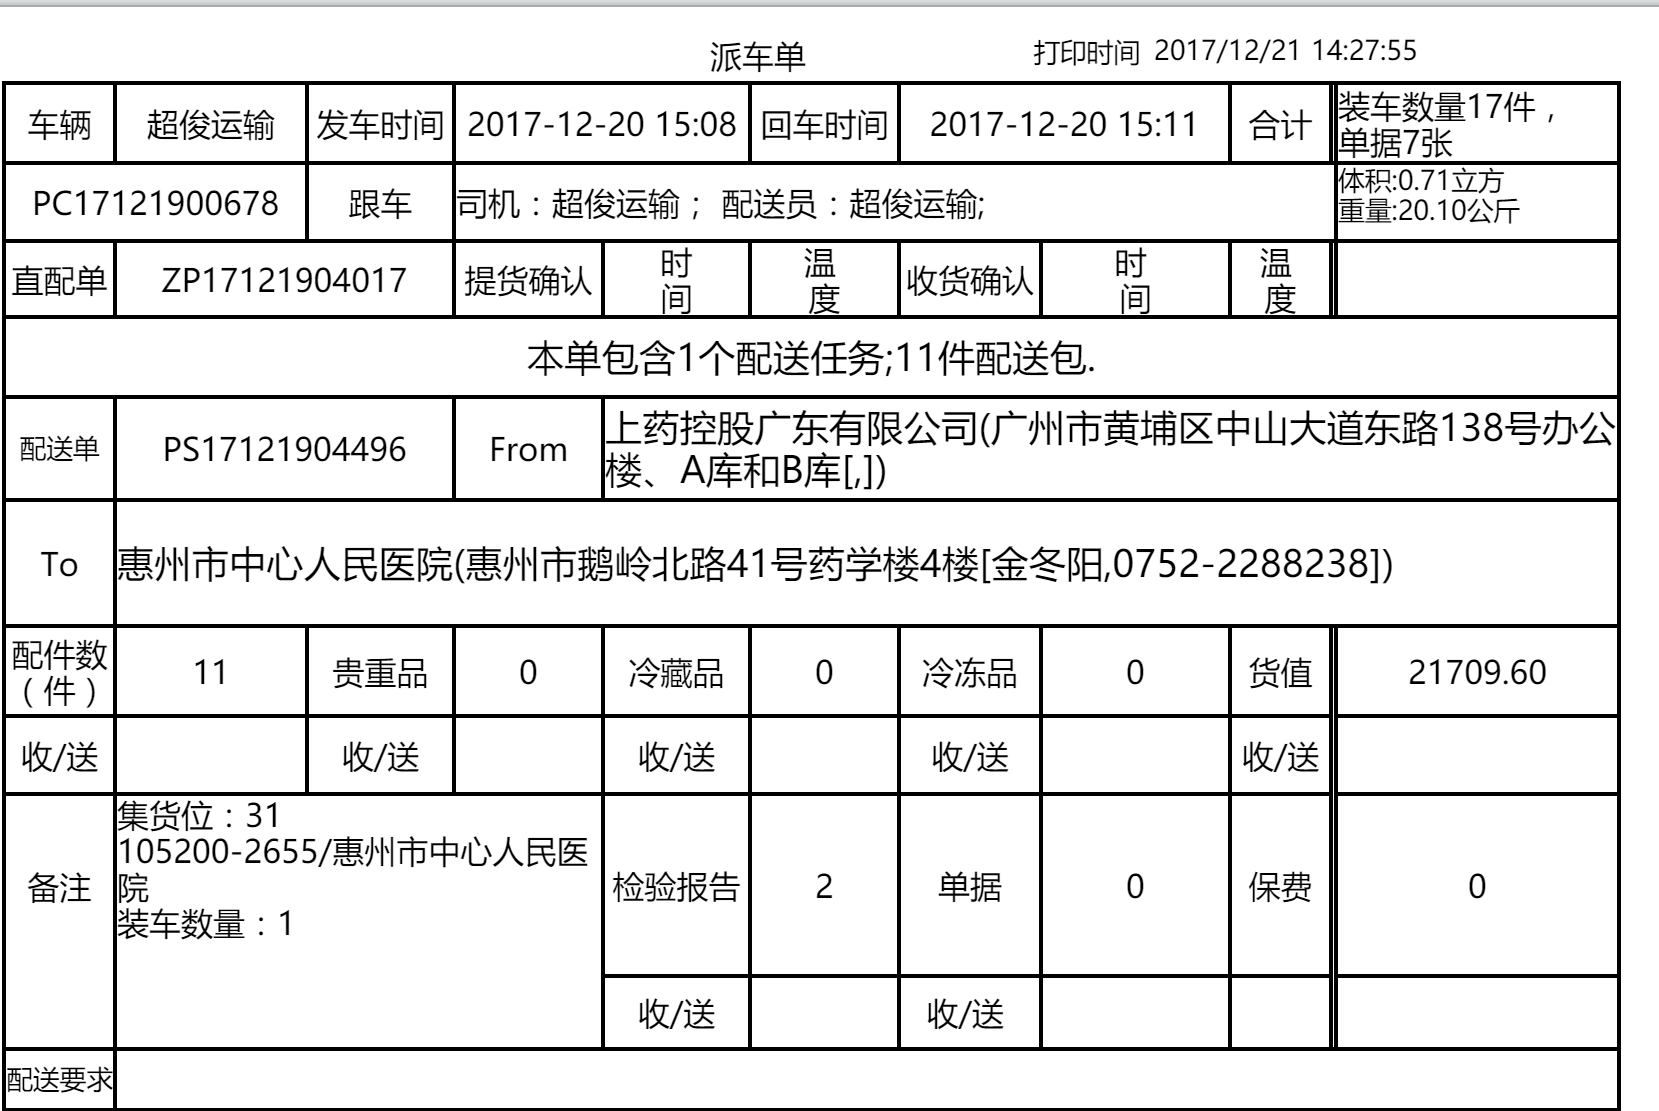 派车单
打印时间 2017/12/21 14:27:55
车辆 超俊运输 发车时间 2017-12-20 15:08 回车时间 2017-12-20 15:11 合计 装车数量17件，
单据7张
PC17121900678 跟车 司机：超俊运输； 配送员：超俊运输; 体积:0.71立方
重量:20.10公斤
直配单 ZP17121904017 提货确认 时 温 收货确认 时 温
间 度 间 度
本单包含1个配送任务;11件配送包.
配送单 PS17121904496 From 上药控股广东有限公司(广州市黄埔区中山大道东路138号办公
楼、A库和B库[,])
To 惠州市中心人民医院(惠州市鹅岭北路41号药学楼4楼[金冬阳,0752-2288238])
配件数 11 贵重品 0 冷藏品 0 冷冻品 0 货值 21709.60
（件）
收/送 收/送 收/送 收/送 收/送
备注 集货位：31
105200-2655/惠州市中心人民医
院
装车数量：1
检验报告 2 单据 0 保费 0
收/送 收/送
配送要求